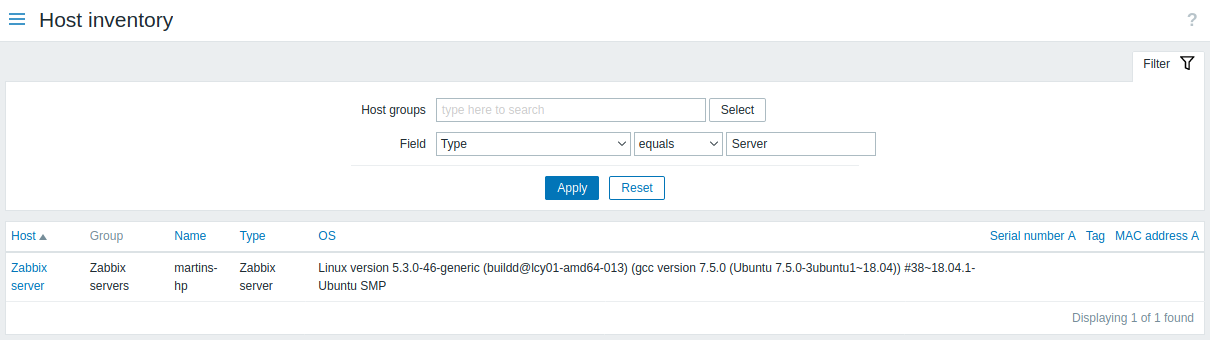 Host inventory ?
Filter
Host groups type here to search Select
Field Type equals Server
Apply Reset
Host Group Name Type OS Serial number A Tag MAC address A
Zabbix Zabbix martins- Zabbix Linux version 5.3.0-46-generic (buildd@lcy01-amd64-013) (gcc version 7.5.0 (Ubuntu 7.5.0-3ubuntu1~18.04)) #38~18.04.1-
server servers hp server Ubuntu SMP
Displaying 1 of 1 found